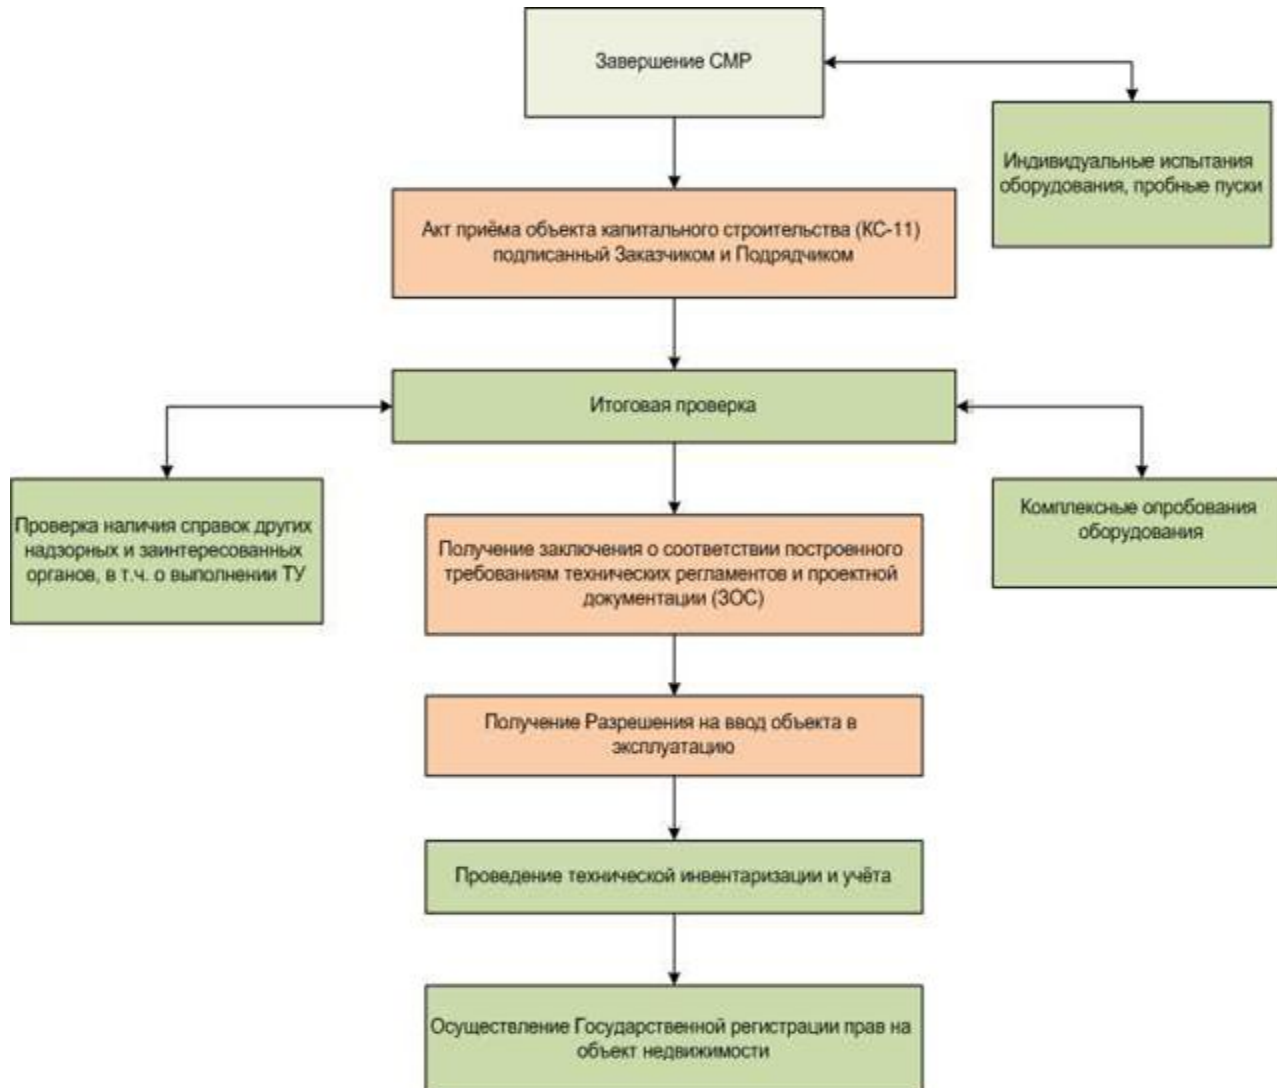 Завершение СМР
Индивидуальные испытания
оборудования, пробные пуски
Акт приёма объекта капитального строительства (КС-11)
подписанный Заказчиком и Подрядчиком
Итоговая проверка
Проверка наличия справок других
надзорных и заинтересованных
органов, в т.ч. о выполнении ТУ
Комплексные опробования
оборудования
Получение заключения о соответствии построенного
требованиям технических регламентов и проектной
документации (ЗОС)
Получение Разрешения на ввод объекта в
эксплуатацию
Проведение технической инвентаризации и учёта
Осуществление Государственной регистрации прав на
объект недвижимости